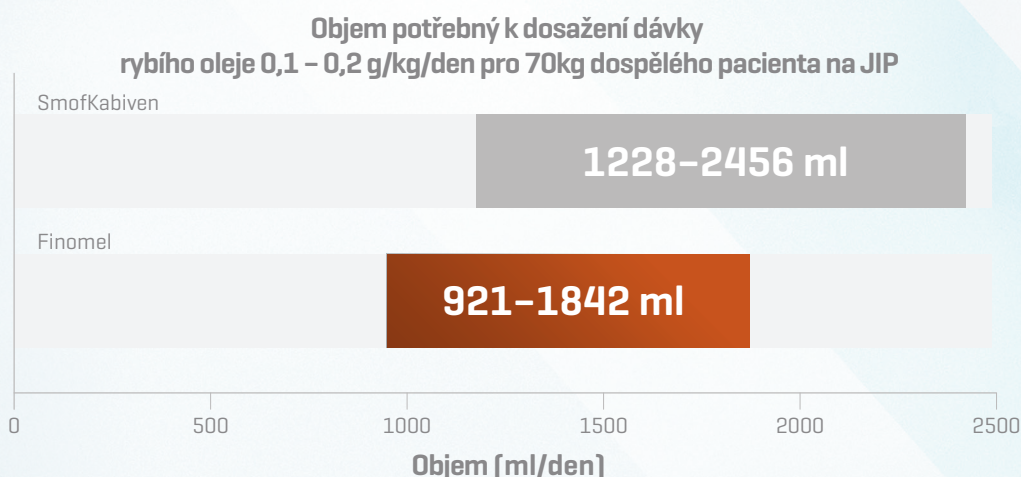 Objem potřebný k dosažení dávky
rybího oleje 0,1 – 0,2 g/kg/den pro 70kg dospělého pacienta na JIP
SmofKabiven
1228–2456 ml
Finomel
921–1842 ml
0 500 1000 1500 2000 2500
Objem (ml/den)